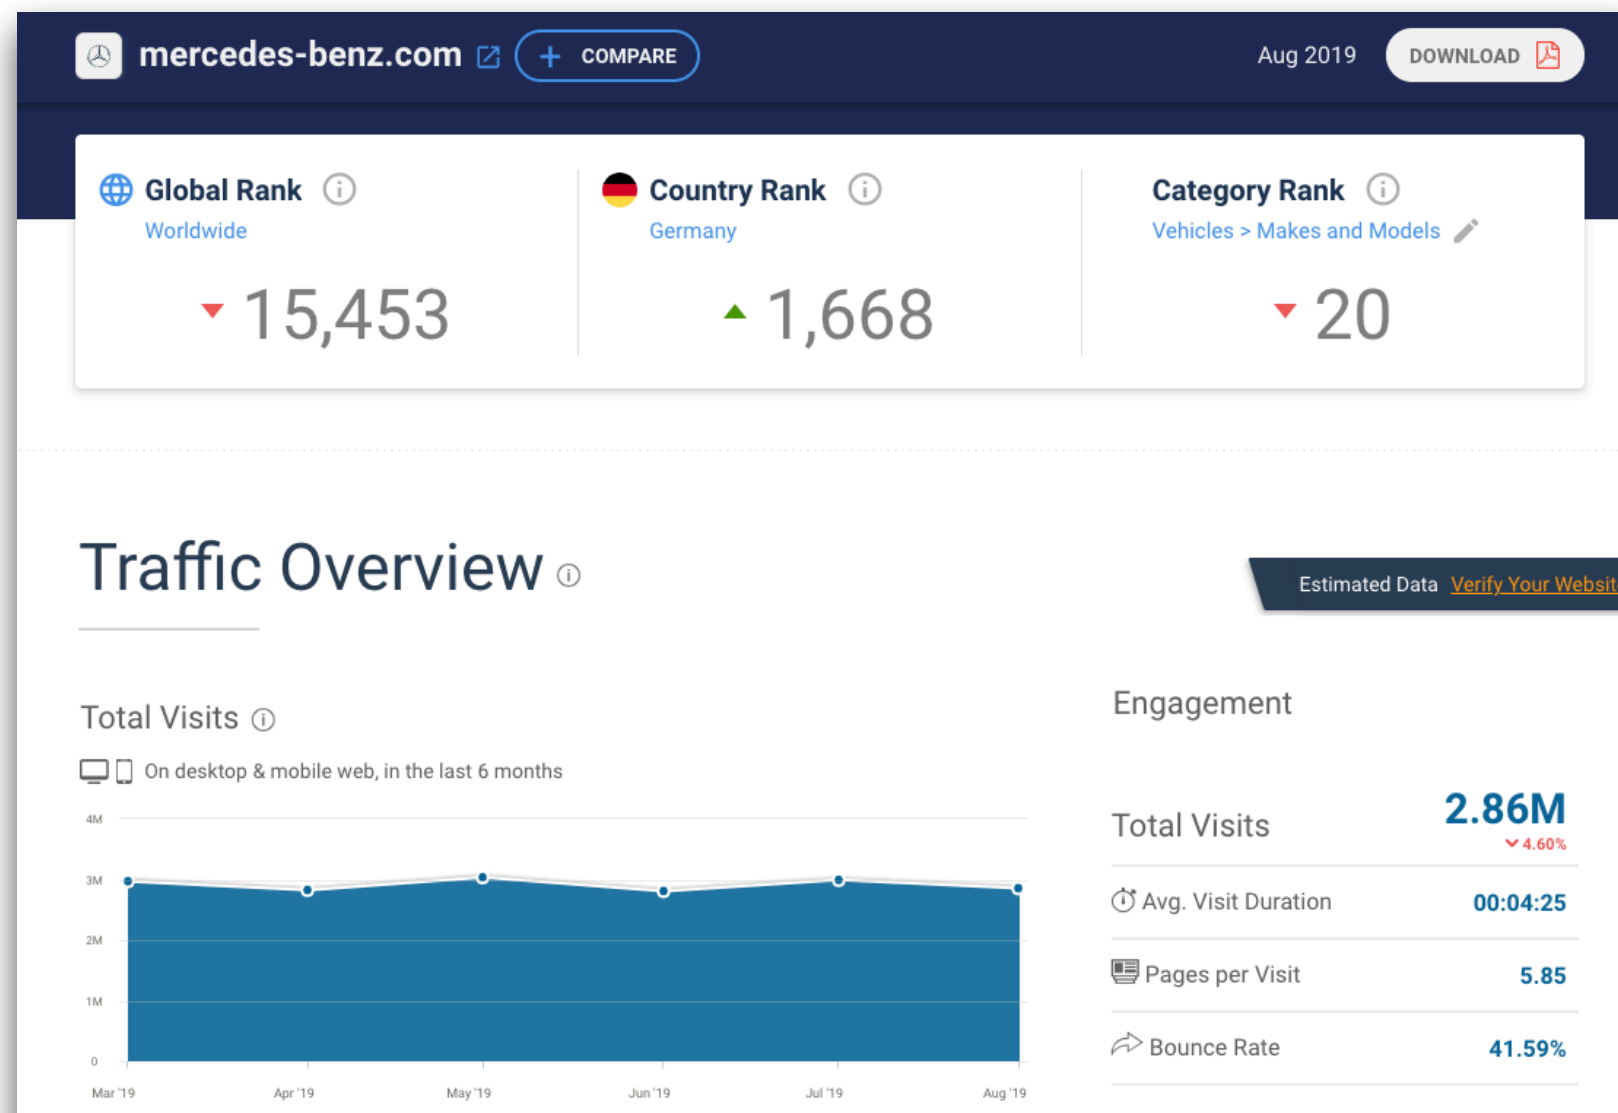 mercedes-benz.com + COMPARE Aug 2019 DOWNLOAD
Global Rank
Worldwide
15,453
Country Rank
Germany
1,668
Category Rank
Vehicles > Makes and Models
20
Traffic Overview
Estimated Data Verify Your Websit
Total Visits
On desktop & mobile web, in the last 6 months
4M
3M
2M
1M
0
Mar '19 Apr '19 May '19 Jun '19 Jul '19 Aug '19
Engagement
Total Visits 2.86M
4.60%
Avg. Visit Duration 00:04:25
Pages per Visit 5.85
Bounce Rate 41.59%